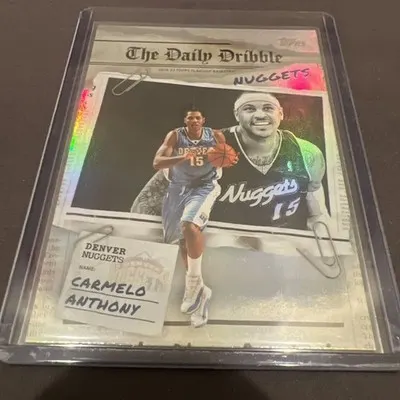 TOPPS
The Daily Dribble
NUGGETS
DENVER
15
Nuggets
15
DENVER
NUGGETS
NAME:
CARMELO
ANTHONY